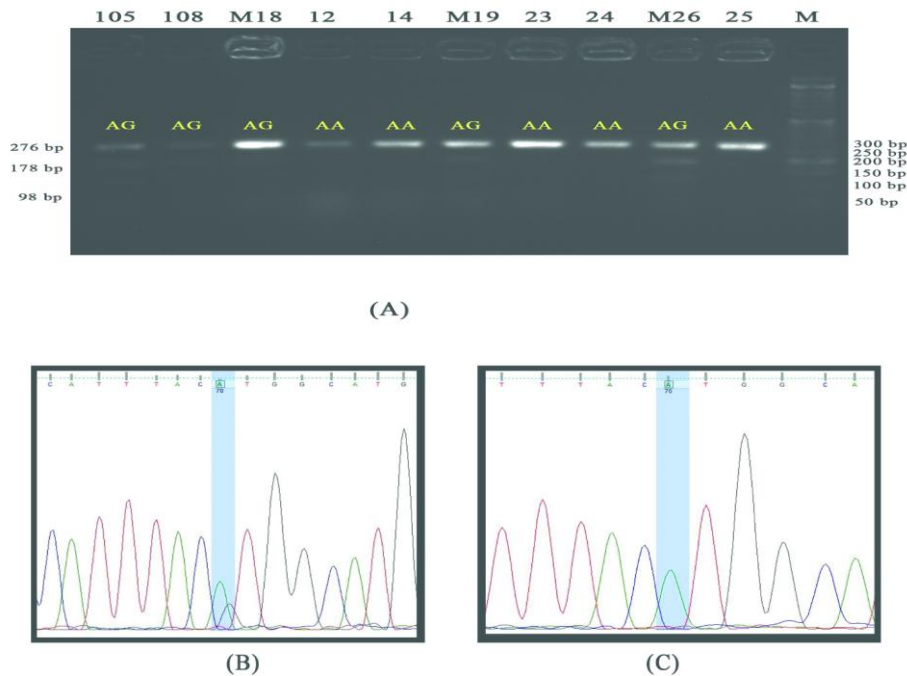 105 108 M18 12 14 M19 23 24 M26 25 M
AG AG AG AA AA AG AA AA AG AA
276 bp
178 bp
98 bp
300 bp
250 bp
200 bp
150 bp
100 bp
50 bp
(A)
C A T T T A C A T G G C A T G
70
T T T A C A T G G C A
70
(B)
(C)